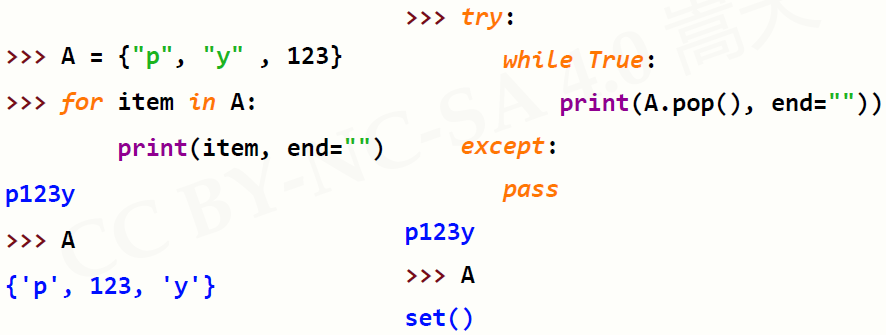 >>> A = {"p", "y" , 123}
>>> for item in A:
        print(item, end="")
p123y
>>> A
{'p', 123, 'y'}
>>> try:
        while True:
            print(A.pop(), end=""))
    except:
        pass
p123y
>>> A
set()
CC BY-NC-SA 4.0 嵩天